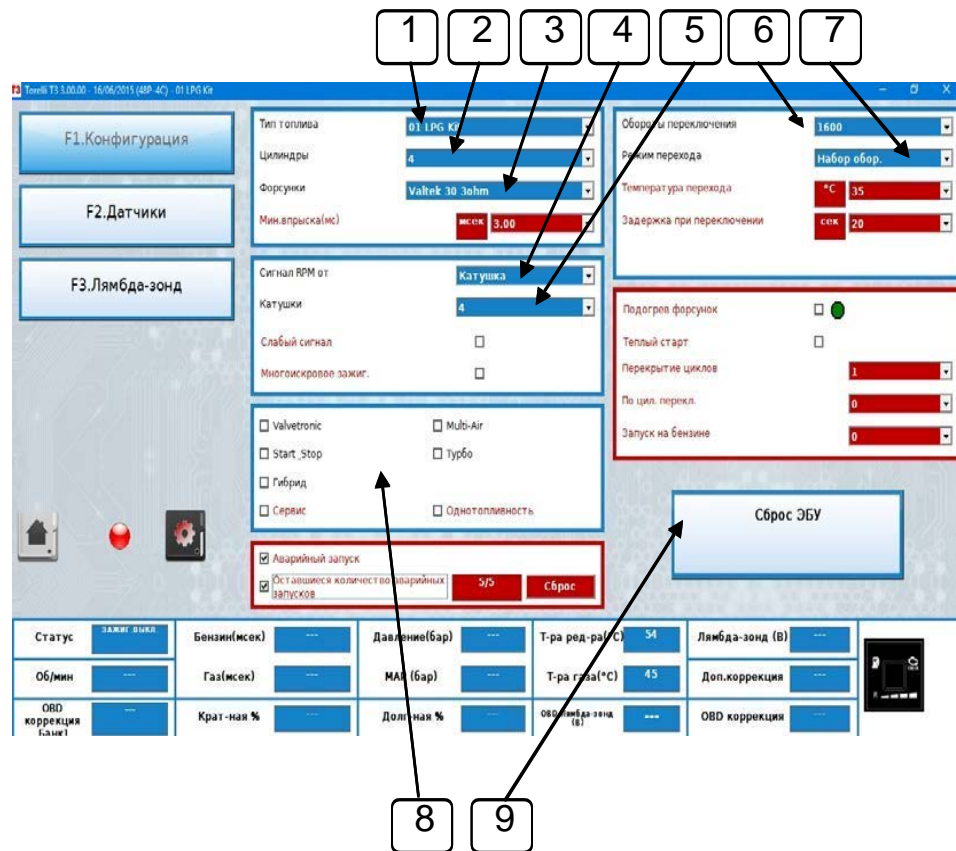 1 2 3 4 5 6 7
T3 Torelli T3 3.00.00 - 16/06/2015 (48P-4C) - 01 LPG Kit
F1.Конфигурация
F2.Датчики
F3.Лямбда-зонд
Тип топлива 01 LPG Kit
Цилиндры 4
Форсунки Valtek 30 3ohm
Мин.впрыска(мс) мсек 3.00
Сигнал RPM от Катушка
Катушки 4
Слабый сигнал
Многоискровое зажиг.
Valvetronic Multi-Air
Start_Stop Турбо
Гибрид
Сервис Однотопливность
Аварийный запуск
Оставшиеся количество аварийных
запусков 5/5 Сброс
Обороты переключения 1600
Режим перехода Набор обор.
Температура перехода °C 35
Задержка при переключении сек 20
Подогрев форсунок
Теплый старт
Перекрытие циклов 1
По цил. перекл. 0
Запуск на бензине 0
Сброс ЭБУ
Статус зажиг выкл. Бензин(мсек) --- Давление(бар) --- Т-ра ред-ра(°C) 54 Лямбда-зонд (В) ---
Об/мин --- Газ(мсек) --- MAP (бар) --- Т-ра газа(°C) 45 Доп.коррекция ---
OBD
коррекция
Банк1 --- Крат-ная % --- Долг-ная % --- OBD лямбда-зонд
(В) --- OBD коррекция ---
8 9